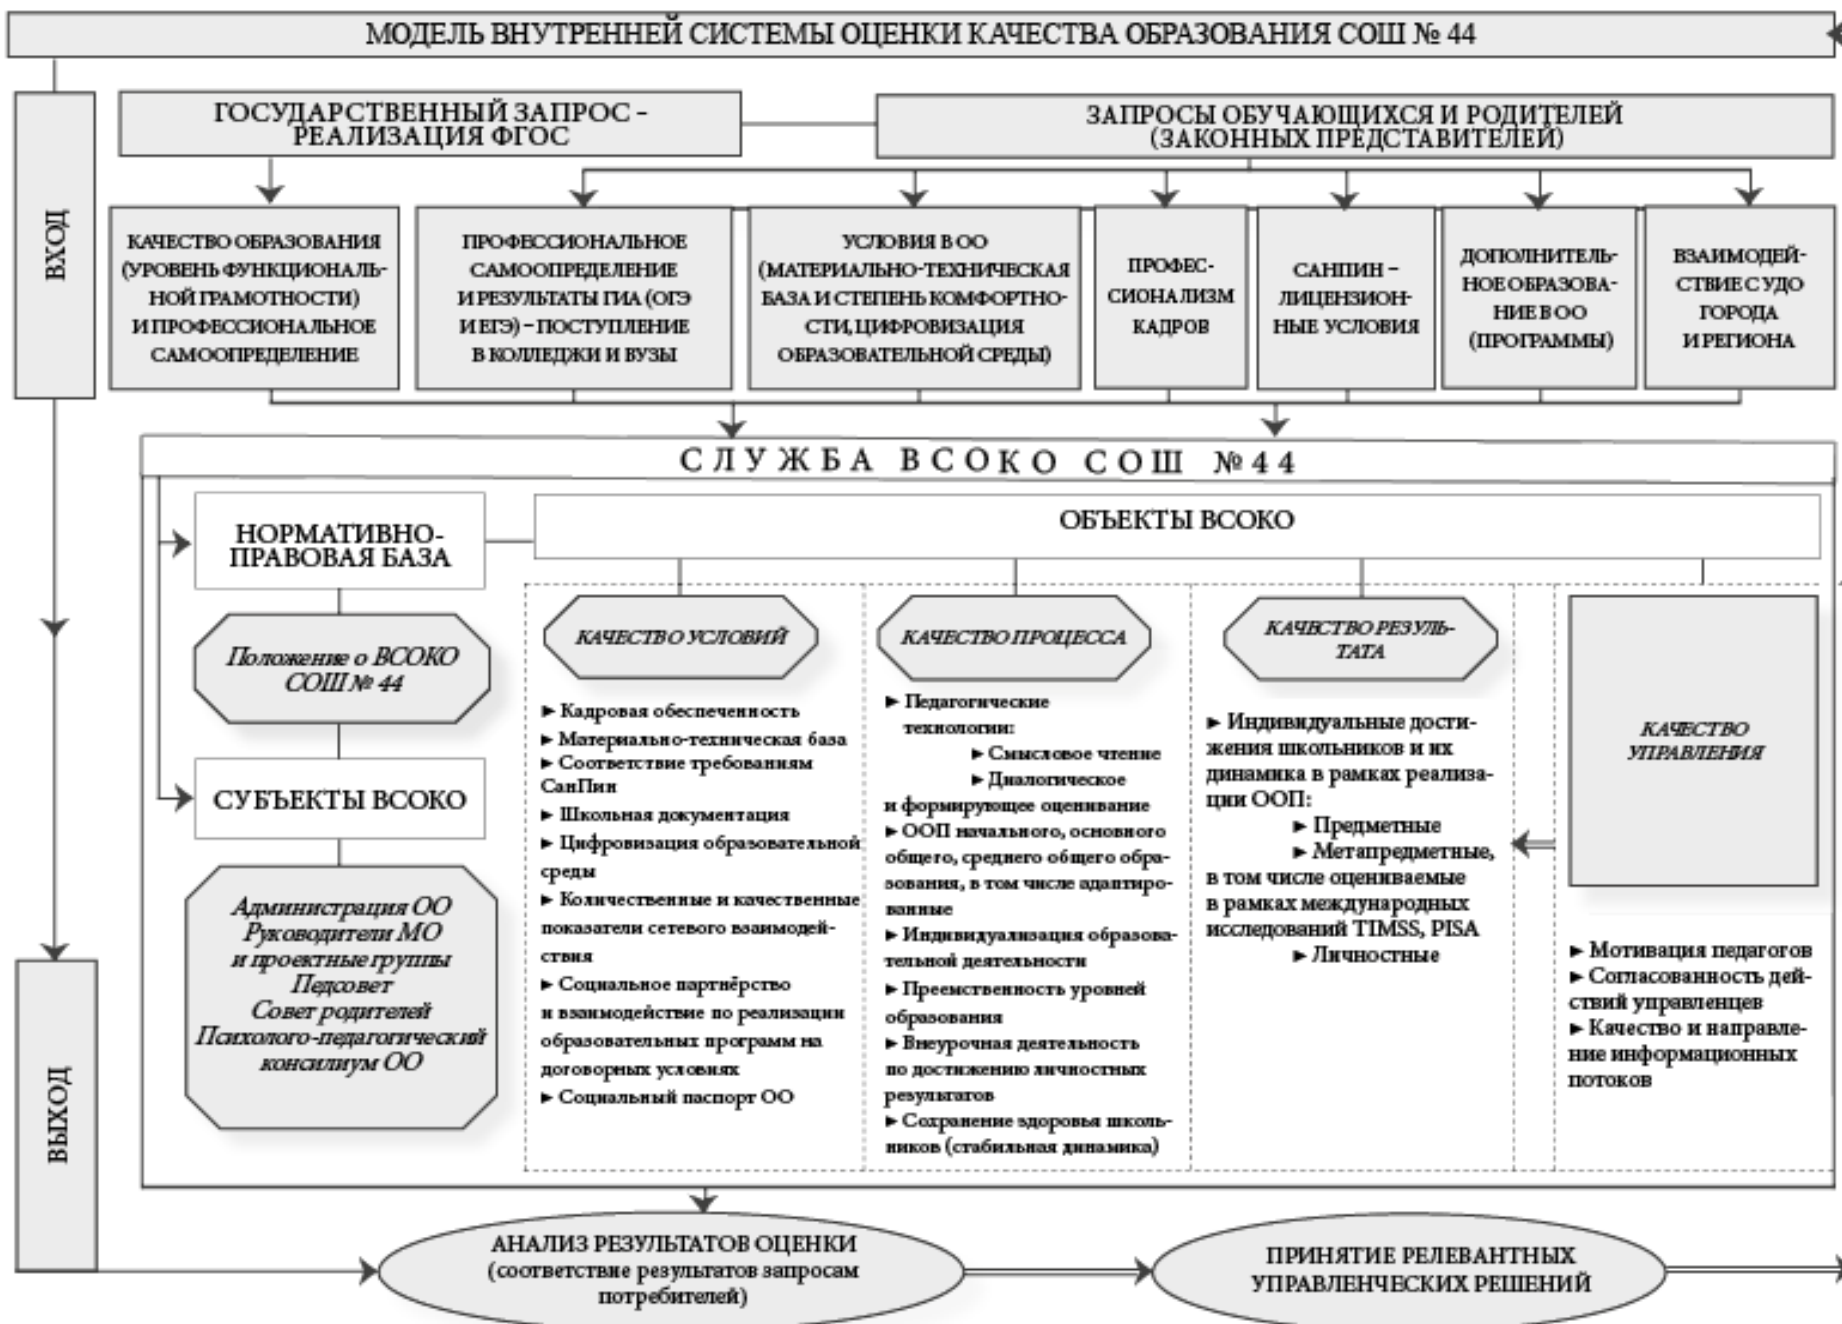 МОДЕЛЬ ВНУТРЕННЕЙ СИСТЕМЫ ОЦЕНКИ КАЧЕСТВА ОБРАЗОВАНИЯ СОШ № 44
ВХОД
ГОСУДАРСТВЕННЫЙ ЗАПРОС –
РЕАЛИЗАЦИЯ ФГОС
ЗАПРОСЫ ОБУЧАЮЩИХСЯ И РОДИТЕЛЕЙ
(ЗАКОННЫХ ПРЕДСТАВИТЕЛЕЙ)
КАЧЕСТВО ОБРАЗОВАНИЯ
(УРОВЕНЬ ФУНКЦИОНАЛЬ-
НОЙ ГРАМОТНОСТИ)
И ПРОФЕССИОНАЛЬНОЕ
САМООПРЕДЕЛЕНИЕ
ПРОФЕССИОНАЛЬНОЕ
САМООПРЕДЕЛЕНИЕ
И РЕЗУЛЬТАТЫ ГИА (ОГЭ
И ЕГЭ) – ПОСТУПЛЕНИЕ
В КОЛЛЕДЖИ И ВУЗЫ
УСЛОВИЯ В ОО
(МАТЕРИАЛЬНО-ТЕХНИЧЕСКАЯ
БАЗА И СТЕПЕНЬ КОМФОРТНО-
СТИ, ЦИФРОВИЗАЦИЯ
ОБРАЗОВАТЕЛЬНОЙ СРЕДЫ)
ПРОФЕС-
СИОНАЛИЗМ
КАДРОВ
САНПИН –
ЛИЦЕНЗИОН-
НЫЕ УСЛОВИЯ
ДОПОЛНИТЕЛЬ-
НОЕ ОБРАЗОВА-
НИЕ В ОО
(ПРОГРАММЫ)
ВЗАИМОДЕЙ-
СТВИЕ С УДО
ГОРОДА
И РЕГИОНА
СЛУЖБА ВСОКО СОШ №44
НОРМАТИВНО-
ПРАВОВАЯ БАЗА
Положение о ВСОКО
СОШ № 44
СУБЪЕКТЫ ВСОКО
Администрация ОО
Руководители МО
и проектные группы
Педсовет
Совет родителей
Психолого-педагогический
консилиум ОО
ОБЪЕКТЫ ВСОКО
КАЧЕСТВО УСЛОВИЙ
► Кадровая обеспеченность
► Материально-техническая база
► Соответствие требованиям
СанПин
► Школьная документация
► Цифровизация образовательной
среды
► Количественные и качественные
показатели сетевого взаимодей-
ствия
► Социальное партнёрство
и взаимодействие по реализации
образовательных программ на
договорных условиях
► Социальный паспорт ОО
КАЧЕСТВО ПРОЦЕССА
► Педагогические
технологии:
► Смысловое чтение
► Диалогическое
и формирующее оценивание
► ООП начального, основного
общего, среднего общего обра-
зования, в том числе адаптиро-
ванные
► Индивидуализация образова-
тельной деятельности
► Преемственность уровней
образования
► Внеурочная деятельность
по достижению личностных
результатов
► Сохранение здоровья школь-
ников (стабильная динамика)
КАЧЕСТВО РЕЗУЛЬ-
ТАТА
► Индивидуальные дости-
жения школьников и их
динамика в рамках реализа-
ции ООП:
► Предметные
► Метапредметные,
в том числе оцениваемые
в рамках международных
исследований TIMSS, PISA
► Личностные
КАЧЕСТВО
УПРАВЛЕНИЯ
► Мотивация педагогов
► Согласованность дей-
ствий управленцев
► Качество и направле-
ние информационных
потоков
ВЫХОД
АНАЛИЗ РЕЗУЛЬТАТОВ ОЦЕНКИ
(соответствие результатов запросам
потребителей)
ПРИНЯТИЕ РЕЛЕВАНТНЫХ
УПРАВЛЕНЧЕСКИХ РЕШЕНИЙ